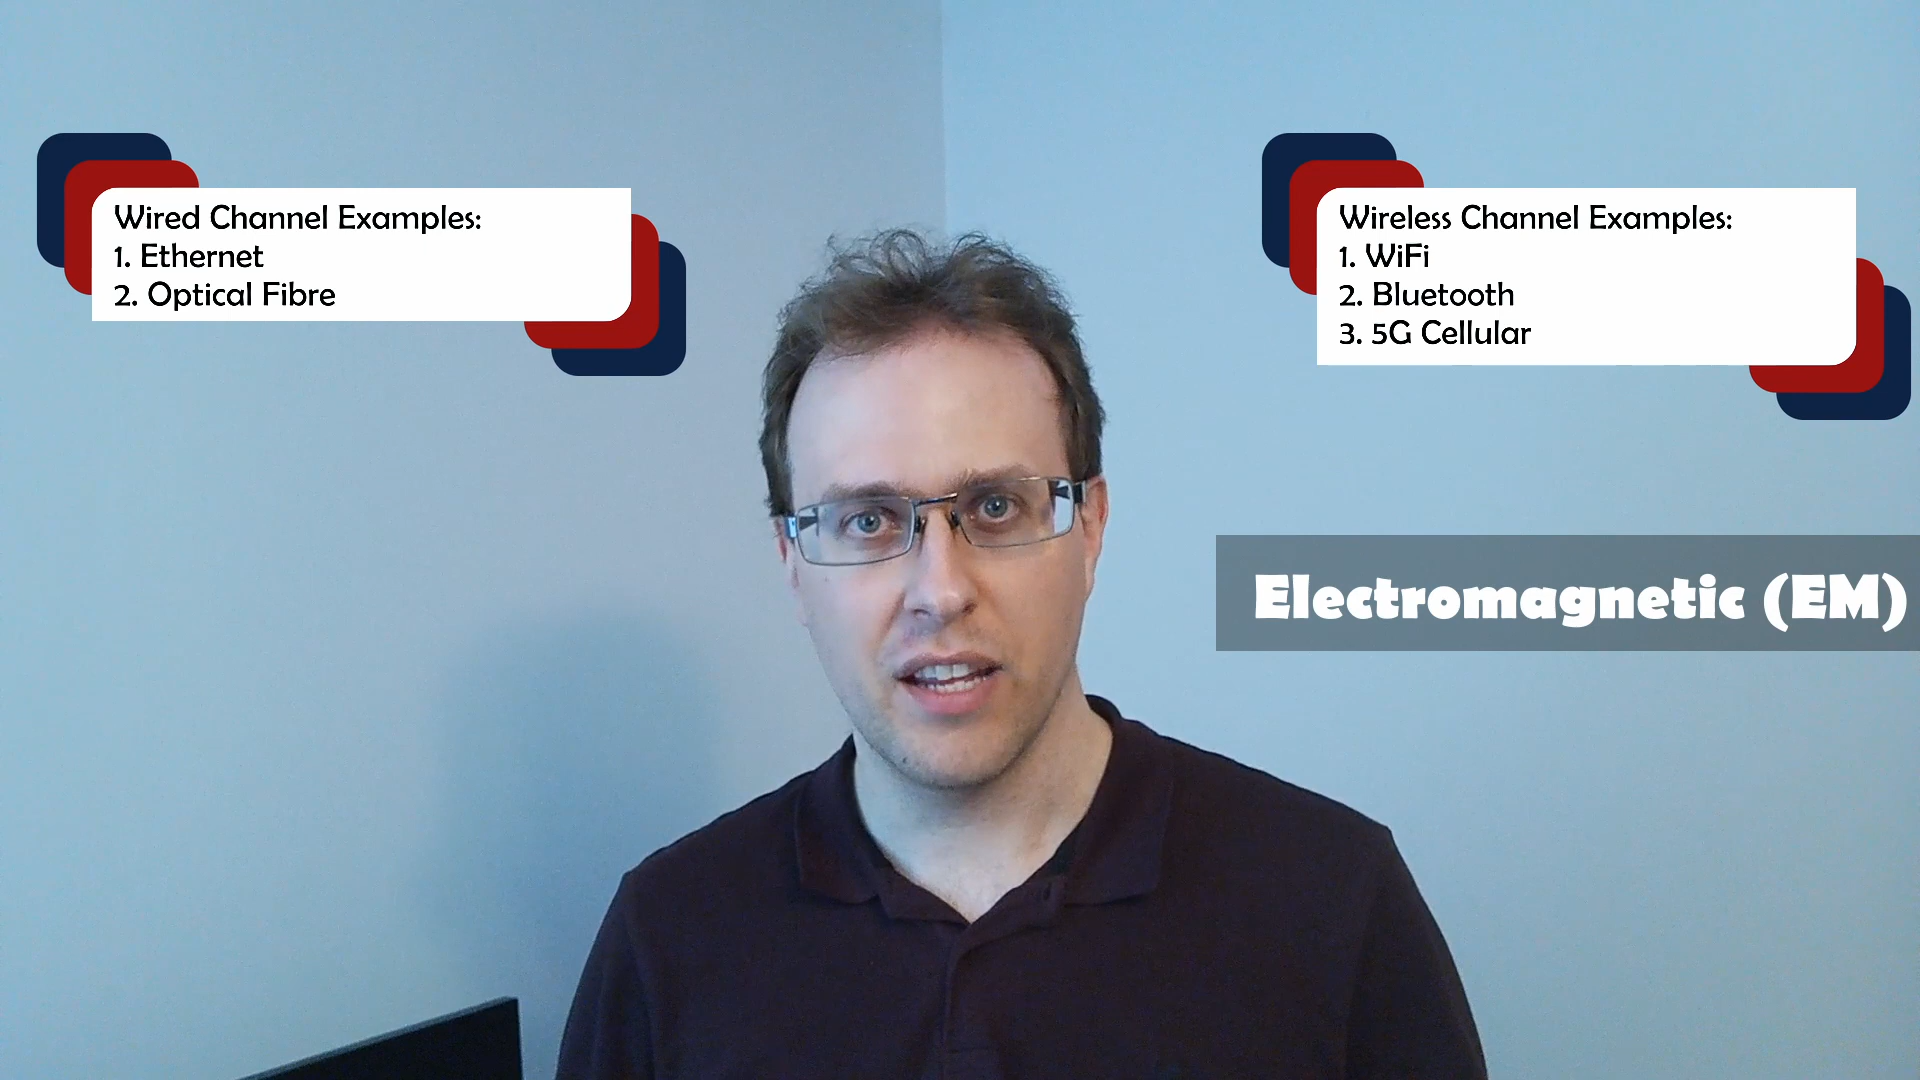 Wired Channel Examples:
1. Ethernet
2. Optical Fibre
Wireless Channel Examples:
1. WiFi
2. Bluetooth
3. 5G Cellular
Electromagnetic (EM)